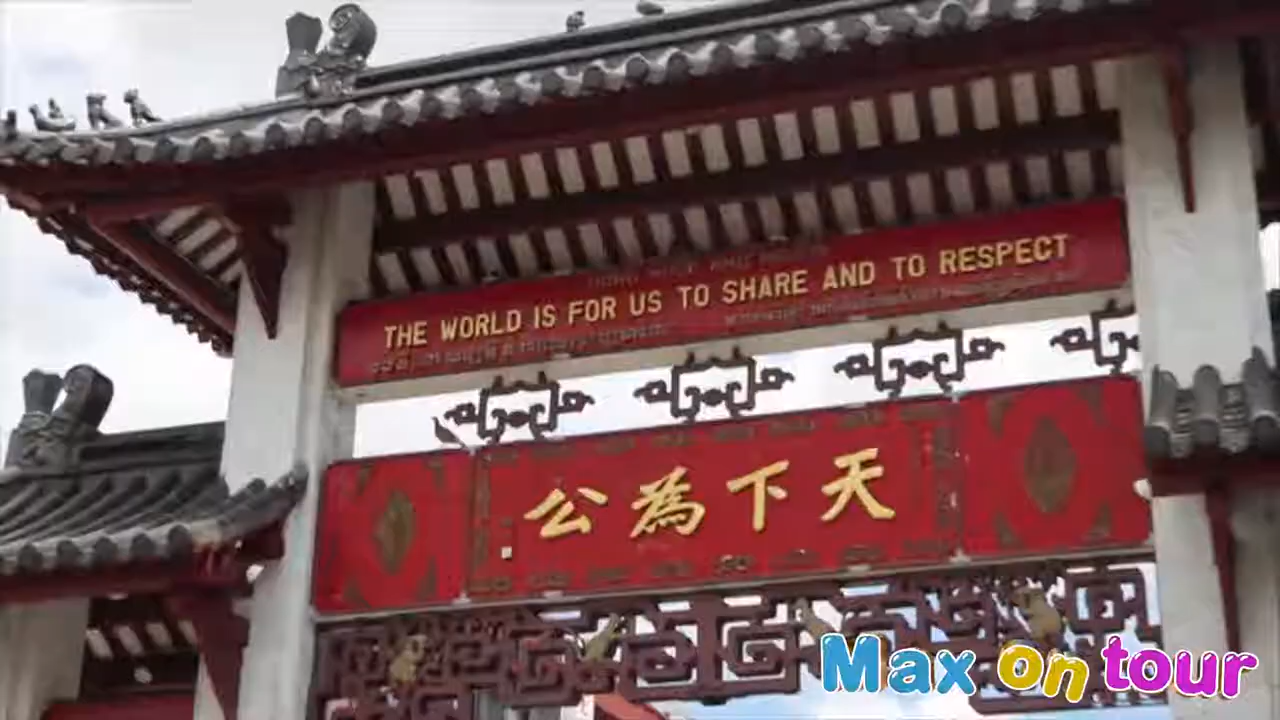 THE WORLD IS FOR US TO SHARE AND TO RESPECT
公為下天
Max on tour